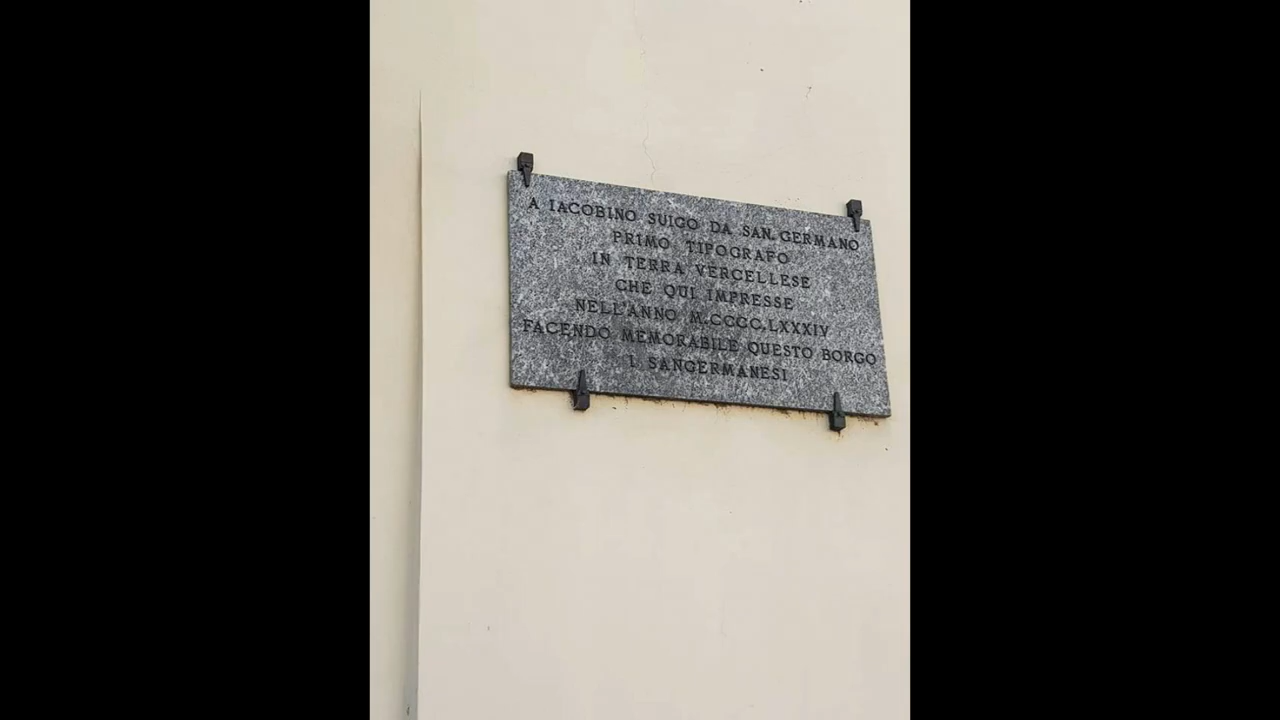 A IACOBINO SUIGO DA SAN GERMANO
PRIMO TIPOGRAFO
IN TERRA VERCELLESE
CHE QUI IMPRESSE
NELL'ANNO M.CCCC.LXXXIV
FACENDO MEMORABILE QUESTO BORGO
I SANGERMANESI